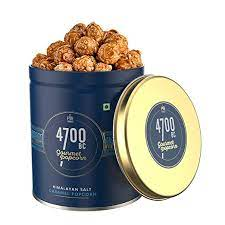 4700
BC
Gourmet
Popcorn
HIMALAYAN SALT
CARAMEL POPCORN
4700
BC
Gourmet
Popcorn